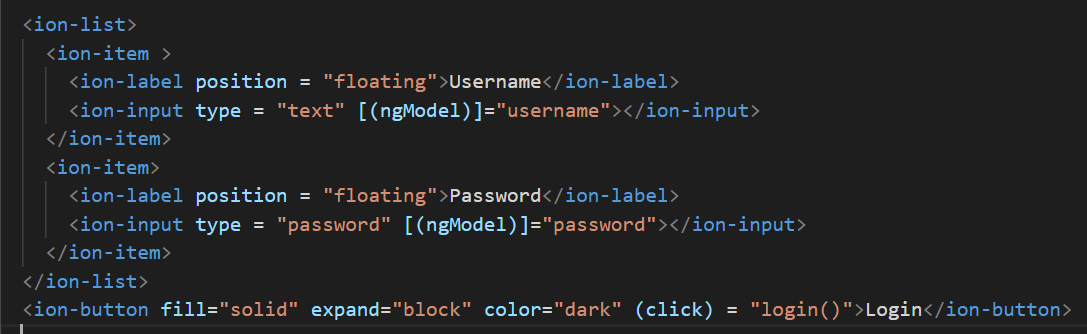 <ion-list>
<ion-item >
<ion-label position = "floating">Username</ion-label>
<ion-input type = "text" [(ngModel)]="username"></ion-input>
</ion-item>
<ion-item>
<ion-label position = "floating">Password</ion-label>
<ion-input type = "password" [(ngModel)]="password"></ion-input>
</ion-item>
</ion-list>
<ion-button fill="solid" expand="block" color="dark" (click) = "login()">Login</ion-button>